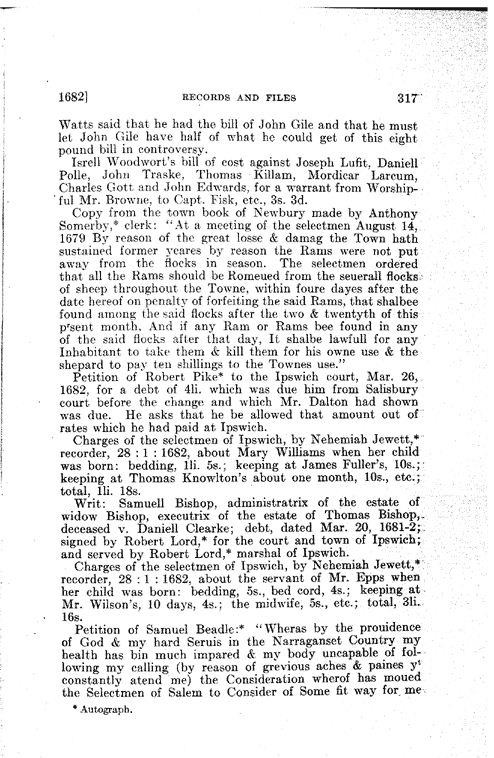 1682] RECORDS AND FILES 317
Watts said that he had the bill of John Gile and that he must
let John Gile have half of what he could get of this eight
pound bill in controversy.
Isrell Woodwort's bill of cost against Joseph Lufit, Daniell
Polle, John Traske, Thomas Killam, Mordicar Larcum,
Charles Gott and John Edwards, for a warrant from Worship-
ful Mr. Browne, to Capt. Fisk, etc., 3s. 3d.
Copy from the town book of Newbury made by Anthony
Somerby,* clerk: "At a meeting of the selectmen August 14,
1679 By reason of the great losse & damag the Town hath
sustained former yeares by reason the Rams were not put
away from the flocks in season. The selectmen ordered
that all the Rams should be Romeued from the seuerall flocks
of sheep throughout the Towne, within foure dayes after the
date hereof on penalty of forfeiting the said Rams, that shalbee
found among the said flocks after the two & twentyth of this
p'sent month, And if any Ram or Rams bee found in any
of the said flocks after that day, It shalbe lawfull for any
Inhabitant to take them & kill them for his owne use & the
shepard to pay ten shillings to the Townes use."
Petition of Robert Pike* to the Ipswich court, Mar. 26,
1682, for a debt of 4li. which was due him from Salisbury
court before the change and which Mr. Dalton had shown
was due. He asks that he be allowed that amount out of
rates which he had paid at Ipswich.
Charges of the selectmen of Ipswich, by Nehemiah Jewett,*
recorder, 28 : 1 : 1682, about Mary Williams when her child
was born: bedding, 1li. 5s.; keeping at James Fuller's, 10s.;
keeping at Thomas Knowlton's about one month, 10s., etc.;
total, 1li. 18s.
Writ: Samuell Bishop, administratrix of the estate of
widow Bishop, executrix of the estate of Thomas Bishop,
deceased v. Daniell Clearke; debt, dated Mar. 20, 1681-2;
signed by Robert Lord,* for the court and town of Ipswich;
and served by Robert Lord,* marshal of Ipswich.
Charges of the selectmen of Ipswich, by Nehemiah Jewett,*
recorder, 28 : 1 : 1682, about the servant of Mr. Epps when
her child was born: bedding, 5s., bed cord, 4s.; keeping at
Mr. Wilson's, 10 days, 4s.; the midwife, 5s., etc.; total, 3li.
16s.
Petition of Samuel Beadle:* "Wheras by the prouidence
of God & my hard Seruis in the Narraganset Country my
health has bin much impared & my body uncapable of fol-
lowing my calling (by reason of grevious aches & paines yt
constantly atend me) the Consideration wherof has moued
the Selectmen of Salem to Consider of Some fit way for me
* Autograph.